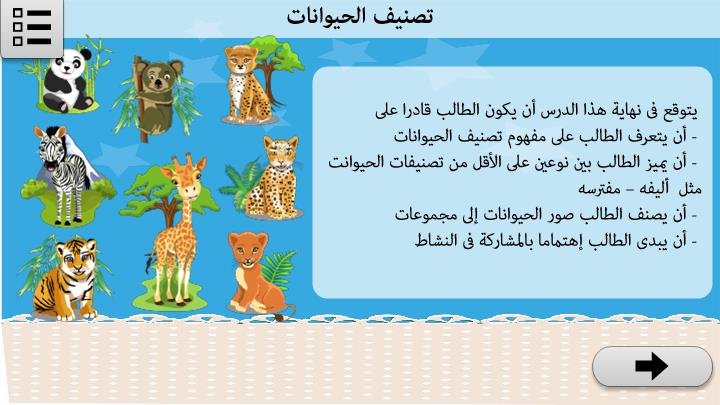 تصنيف الحيوانات
يتوقع فى نهاية هذا الدرس أن يكون الطالب قادرا على
- أن يتعرف الطالب على مفهوم تصنيف الحيوانات
- أن يميز الطالب بين نوعين على الأقل من تصنيفات الحيوانت
مثل أليفه – مفترسه
- أن يصنف الطالب صور الحيوانات إلى مجموعات
- أن يبدى الطالب إهتماما بالمشاركة فى النشاط